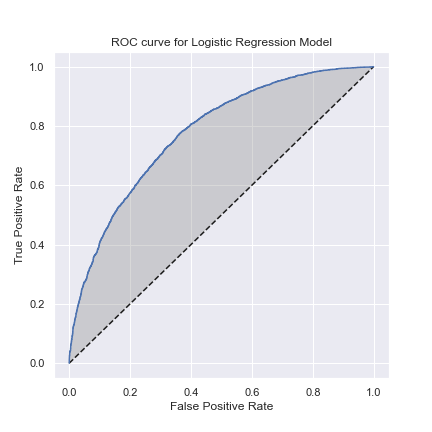 ROC curve for Logistic Regression Model
1.0
0.8
0.6
0.4
0.2
0.0
True Positive Rate
0.0 0.2 0.4 0.6 0.8 1.0
False Positive Rate